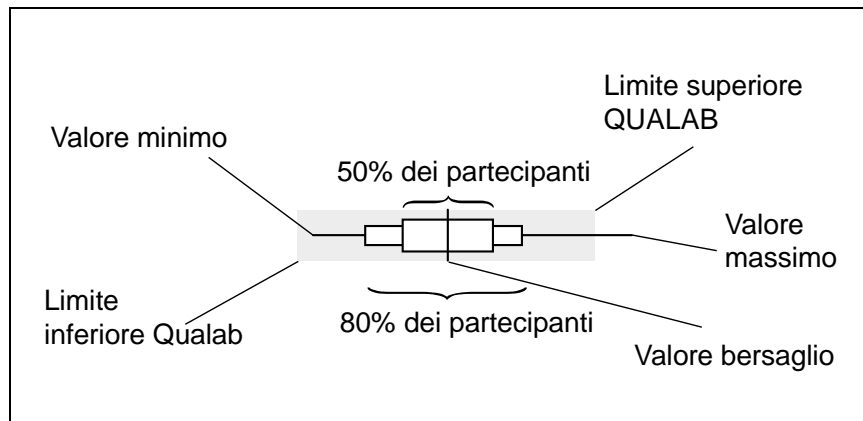 Limite superiore
QUALAB
Valore minimo
50% dei partecipanti
Valore
massimo
Limite
inferiore Qualab
80% dei partecipanti
Valore bersaglio